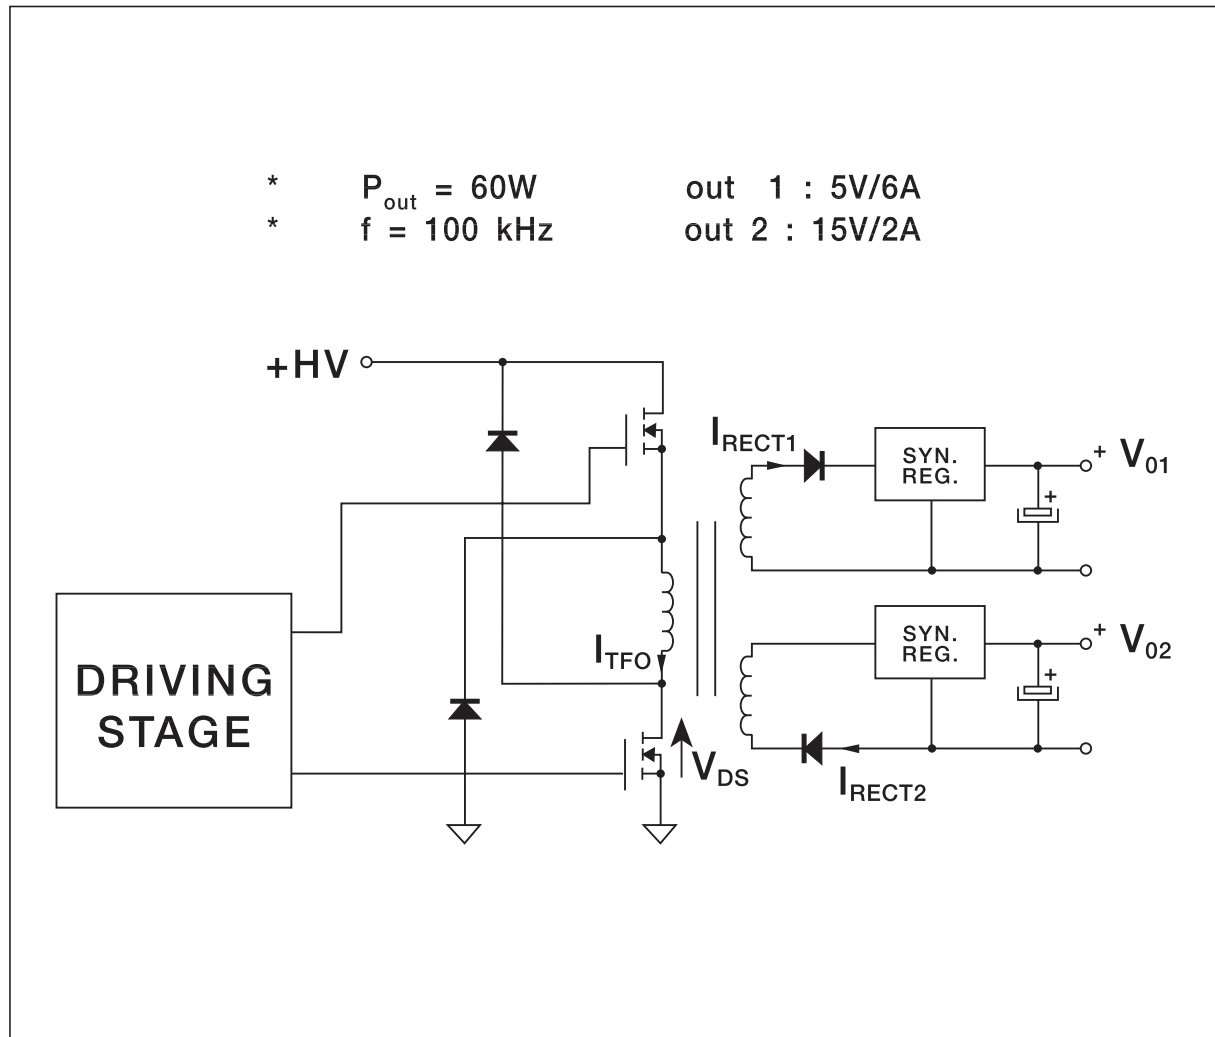 * P_out = 60W out 1 : 5V/6A
* f = 100 kHz out 2 : 15V/2A
+HV
I_RECT1
SYN.
REG.
+ V_01
+
I_TFO
SYN.
REG.
+ V_02
+
DRIVING
STAGE
V_DS
I_RECT2